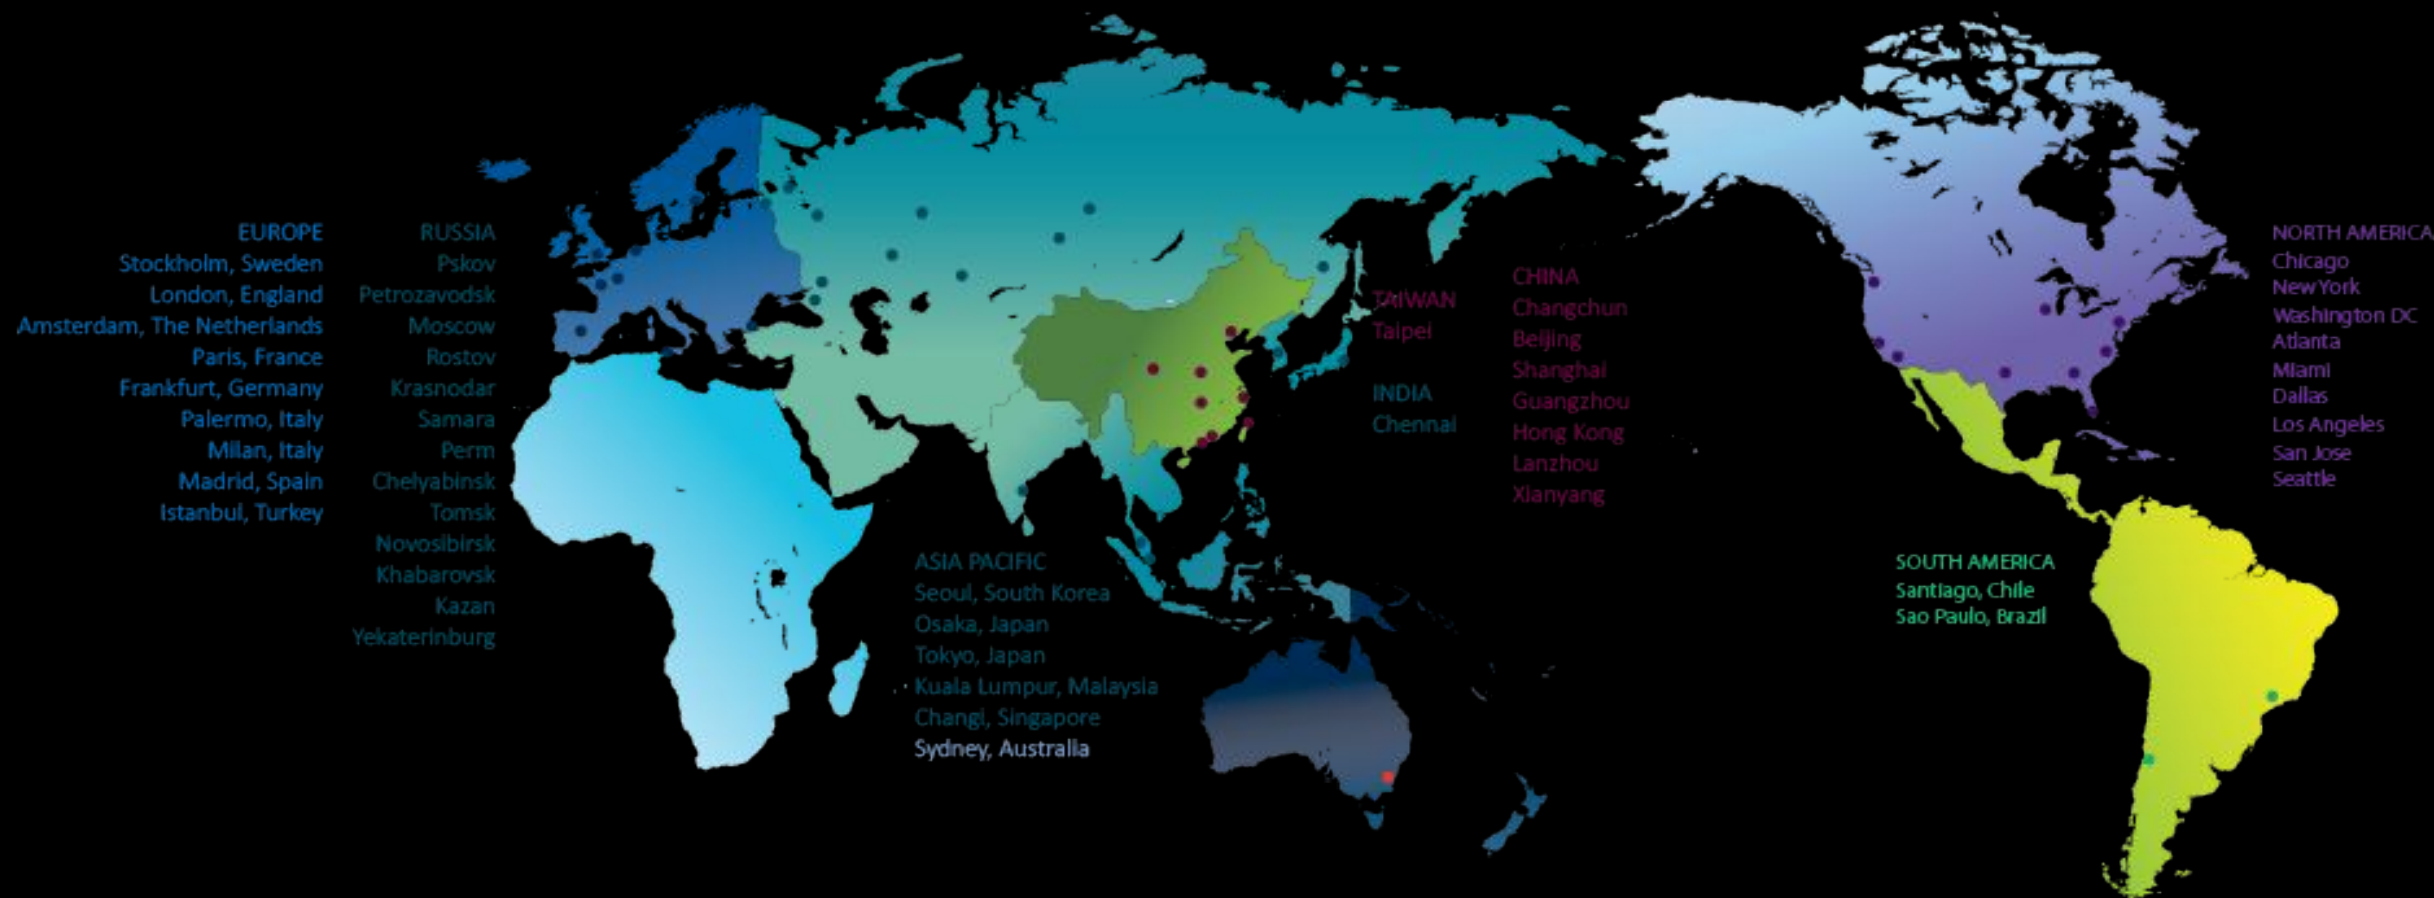 EUROPE
Stockholm, Sweden
London, England
Amsterdam, The Netherlands
Paris, France
Frankfurt, Germany
Palermo, Italy
Milan, Italy
Madrid, Spain
Istanbul, Turkey
RUSSIA
Pskov
Petrozavodsk
Moscow
Rostov
Krasnodar
Samara
Perm
Chelyabinsk
Tomsk
Novosibirsk
Khabarovsk
Kazan
Yekaterinburg
ASIA PACIFIC
Seoul, South Korea
Osaka, Japan
Tokyo, Japan
Kuala Lumpur, Malaysia
Changi, Singapore
Sydney, Australia
TAIWAN
Taipei
INDIA
Chennai
CHINA
Changchun
Beijing
Shanghai
Guangzhou
Hong Kong
Lanzhou
Xianyang
SOUTH AMERICA
Santiago, Chile
Sao Paulo, Brazil
NORTH AMERICA
Chicago
New York
Washington DC
Atlanta
Miami
Dallas
Los Angeles
San Jose
Seattle